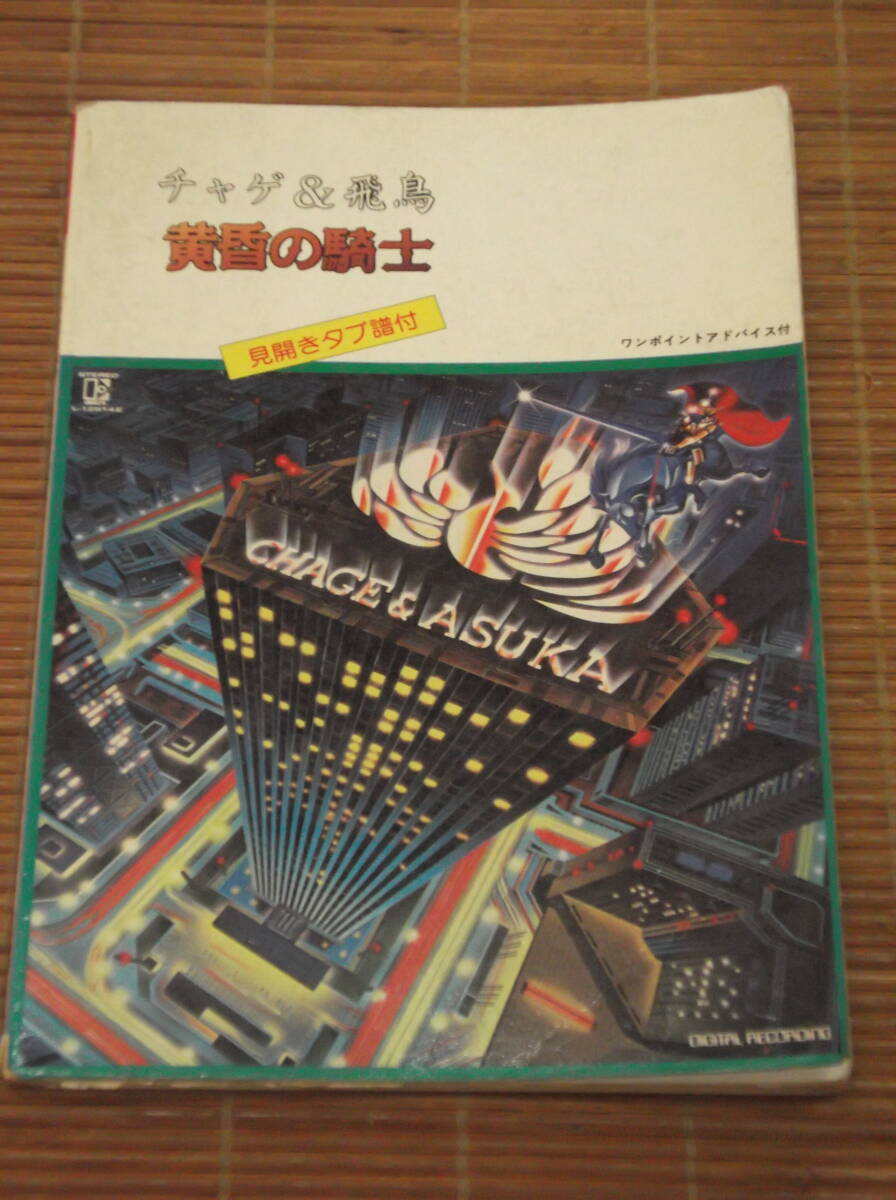 チャゲ&飛鳥
黄昏の騎士
見開きタブ譜付
ワンポイントアドバイス付
STEREO
CHAGE & ASUKA
DIGITAL RECORDING